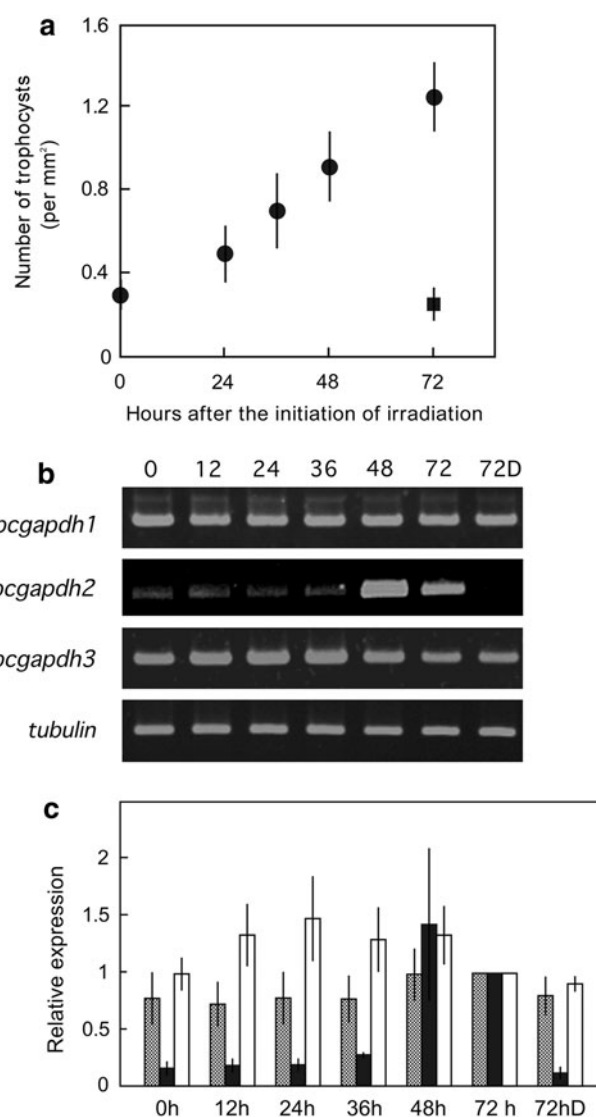 a
1.6
1.2
0.8
0.4
0
Number of trophocysts
(per mm²)
0 24 48 72
Hours after the initiation of irradiation
b
0 12 24 36 48 72 72D
pcgapdh1
pcgapdh2
pcgapdh3
tubulin
c
2
1.5
1
0.5
0
Relative expression
0h 12h 24h 36h 48h 72 h 72hD